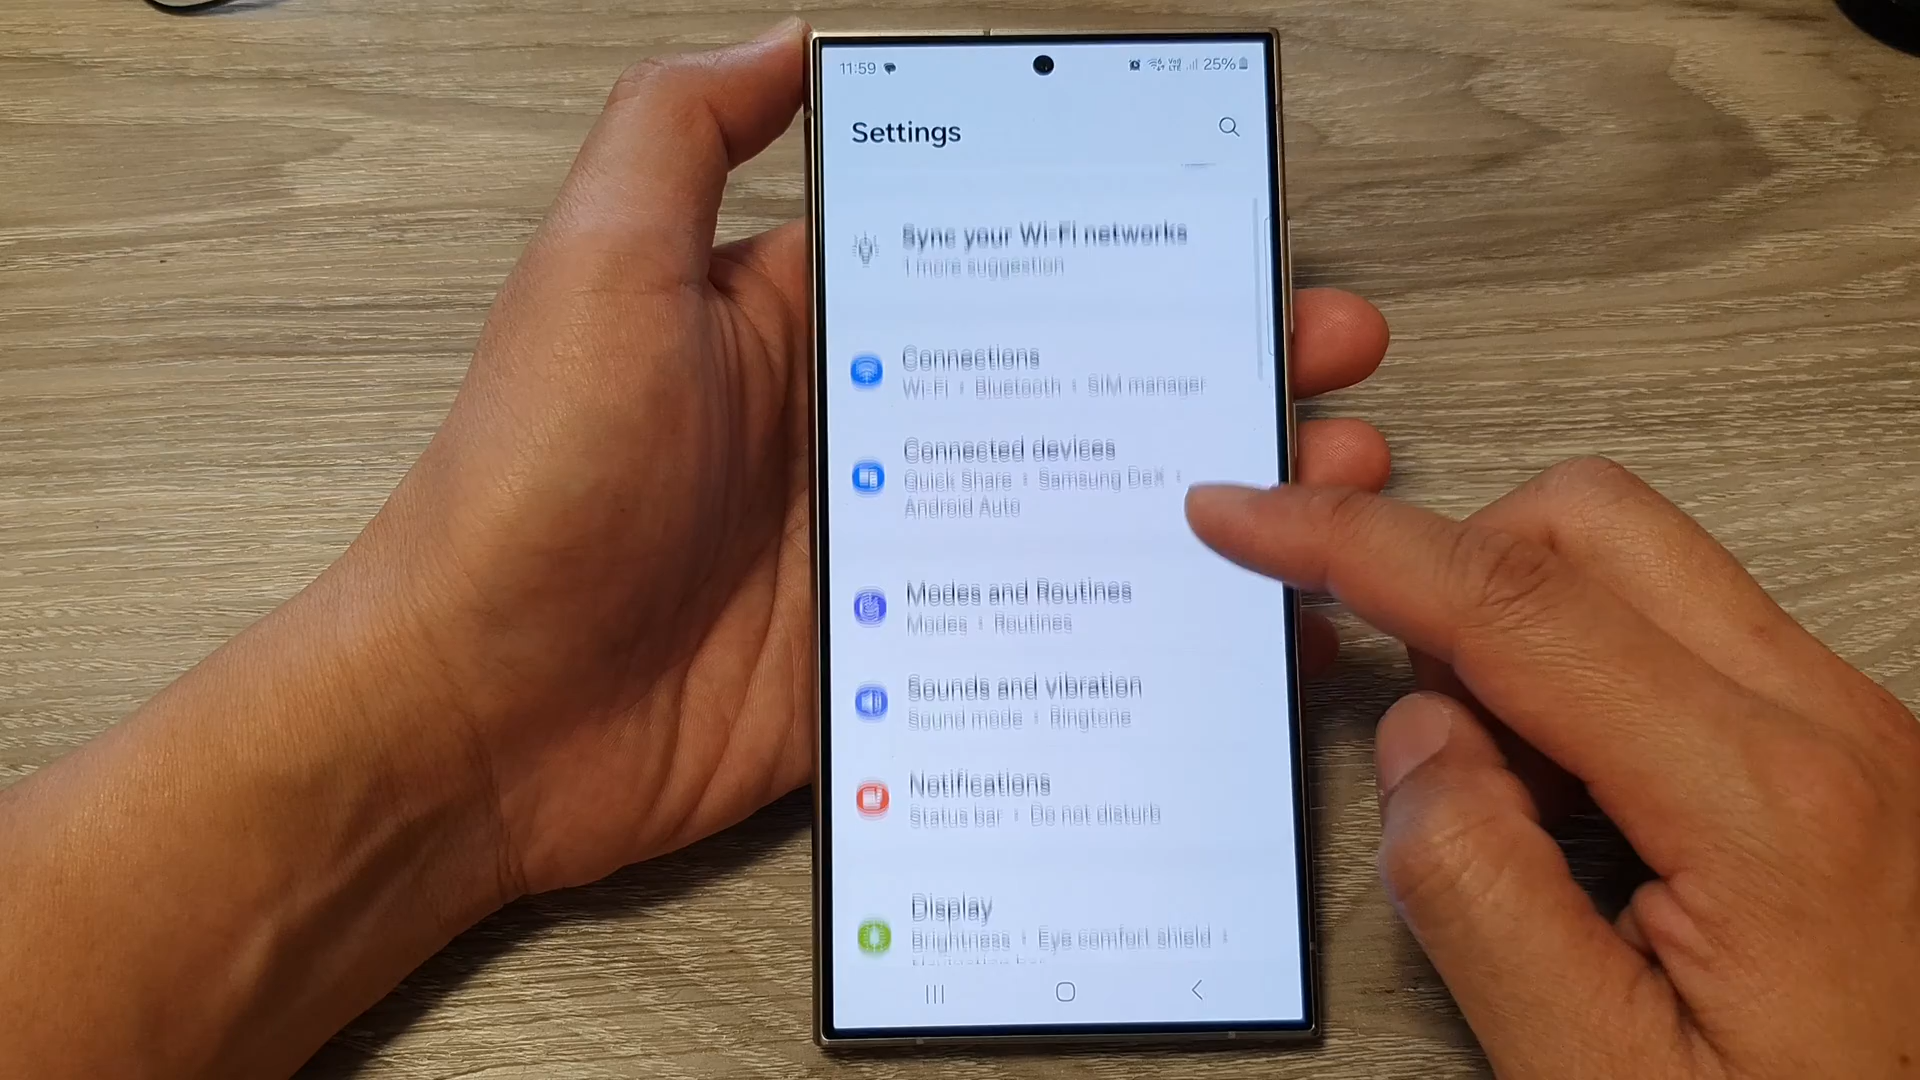 11:59
25%
Settings
Sync your Wi-Fi networks
1 more suggestion
Connections
Wi-Fi • Bluetooth • SIM manager
Connected devices
Quick Share • Samsung DeX •
Android Auto
Modes and Routines
Modes • Routines
Sounds and vibration
Sound mode • Ringtone
Notifications
Status bar • Do not disturb
Display
Brightness • Eye comfort shield •
Navigation bar